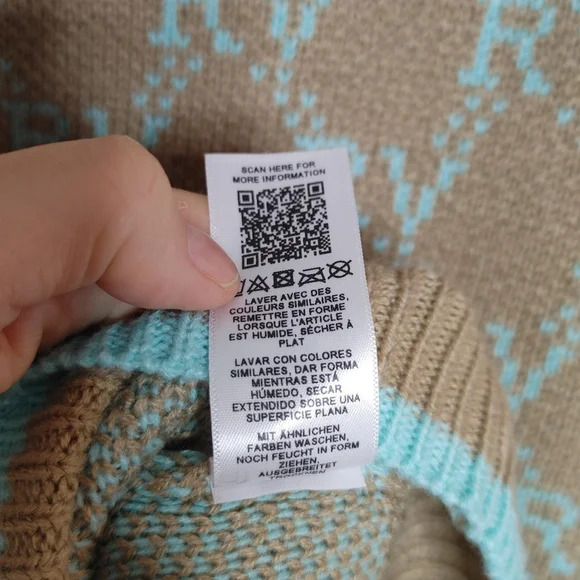 SCAN HERE FOR
MORE INFORMATION
LAVER AVEC DES
COULEURS SIMILAIRES,
REMETTRE EN FORME
LORSQUE L'ARTICLE
EST HUMIDE, SÉCHER À
PLAT
LAVAR CON COLORES
SIMILARES, DAR FORMA
MIENTRAS ESTÁ
HÚMEDO, SECAR
EXTENDIDO SOBRE UNA
SUPERFICIE PLANA
MIT ÄHNLICHEN
FARBEN WASCHEN,
NOCH FEUCHT IN FORM
ZIEHEN,
AUSGEBREITET